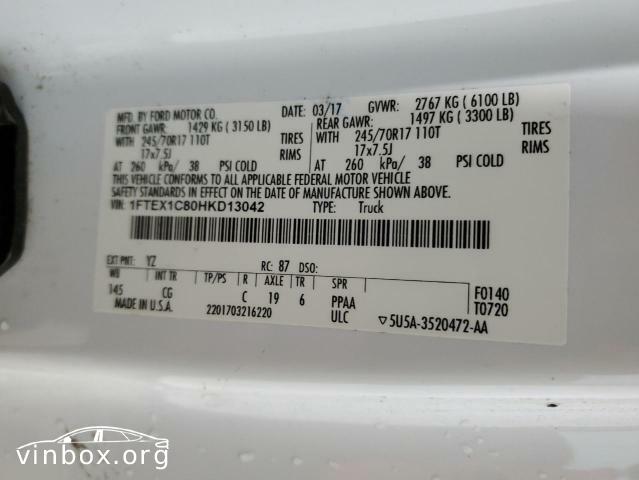 MFD. BY FORD MOTOR CO.
DATE: 03/17 GVWR: 2767 KG ( 6100 LB)
FRONT GAWR: 1429 KG ( 3150 LB)
REAR GAWR: 1497 KG ( 3300 LB)
WITH 245/70R17 110T TIRES
WITH 245/70R17 110T TIRES
17x7.5J RIMS
17x7.5J RIMS
AT 260 kPa/ 38 PSI COLD
AT 260 kPa/ 38 PSI COLD
THIS VEHICLE CONFORMS TO ALL APPLICABLE FEDERAL MOTOR VEHICLE
SAFETY STANDARDS IN EFFECT ON THE DATE OF MANUFACTURE SHOWN ABOVE.
VIN: 1FTEX1C80HKD13042 TYPE: Truck
EXT PNT: YZ RC: 87 DSO:
WB INT TR TP/PS R AXLE TR SPR
145 CG C 19 6 PPAA F0140
MADE IN U.S.A. 2201703216220 ULC T0720
▽5U5A-3520472-AA
vinbox.org